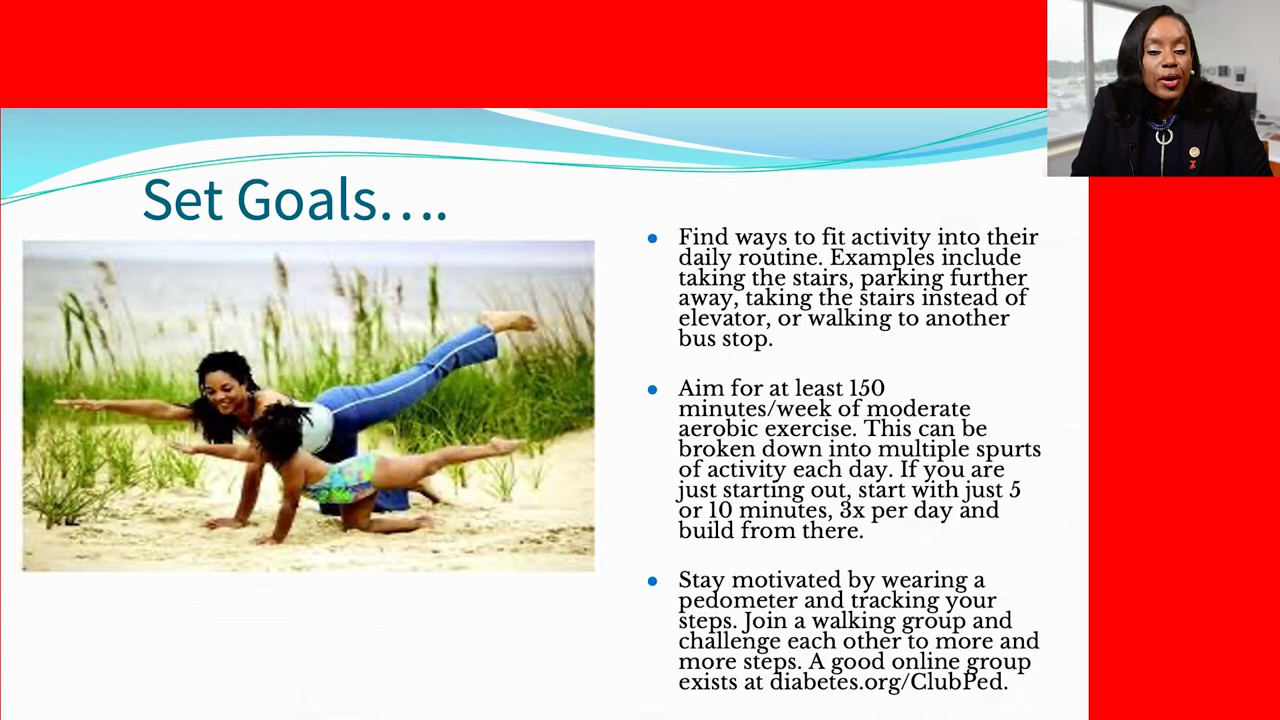 Set Goals….
Find ways to fit activity into their
daily routine. Examples include
taking the stairs, parking further
away, taking the stairs instead of
elevator, or walking to another
bus stop.
Aim for at least 150
minutes/week of moderate
aerobic exercise. This can be
broken down into multiple spurts
of activity each day. If you are
just starting out, start with just 5
or 10 minutes, 3x per day and
build from there.
Stay motivated by wearing a
pedometer and tracking your
steps. Join a walking group and
challenge each other to more and
more steps. A good online group
exists at diabetes.org/ClubPed.